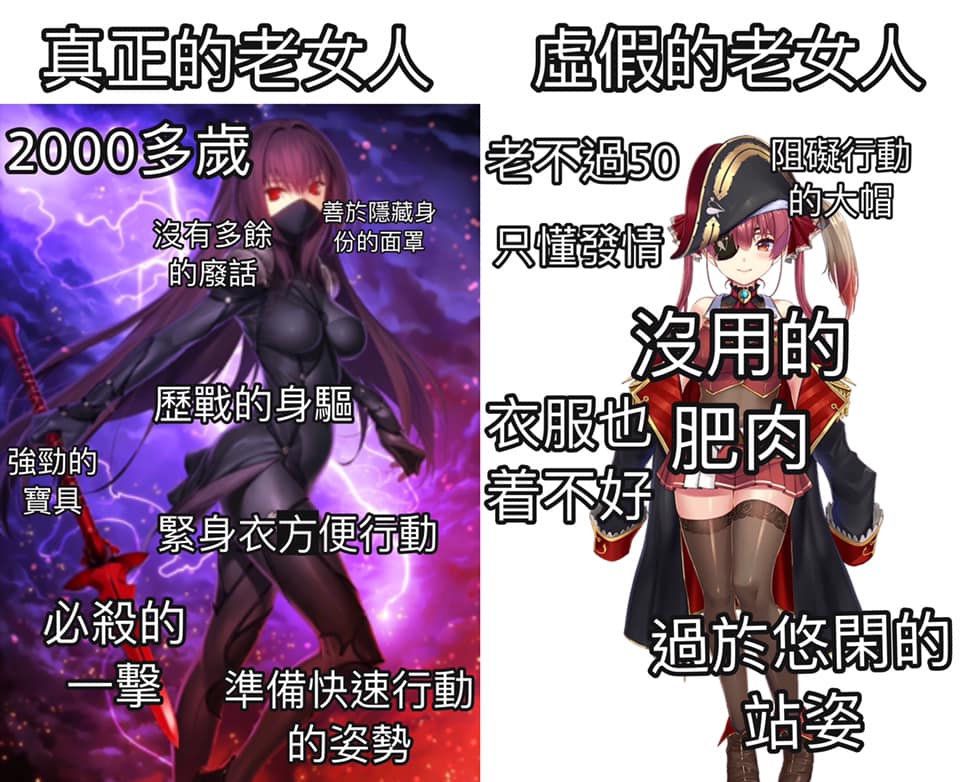 真正的老女人
2000多歲
善於隱藏身
份的面罩
沒有多餘
的廢話
歷戰的身驅
強勁的
寶具
緊身衣方便行動
必殺的
一擊
準備快速行動
的姿勢
虛假的老女人
老不過50
阻礙行動
的大帽
只懂發情
沒用的
肥肉
衣服也
着不好
過於悠閑的
站姿